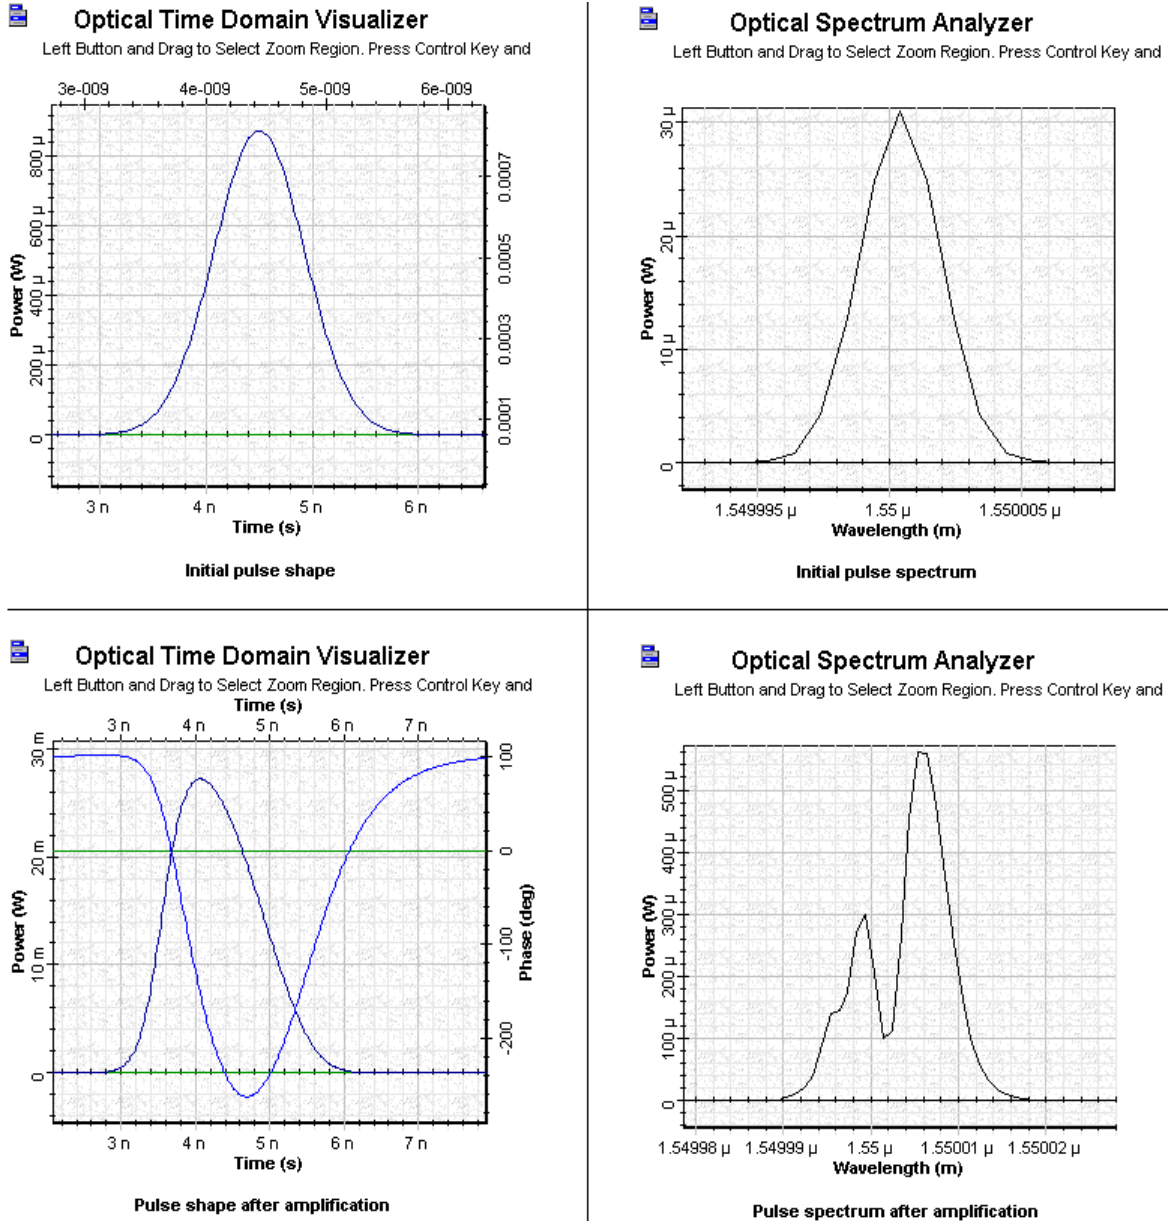 Optical Time Domain Visualizer
Left Button and Drag to Select Zoom Region. Press Control Key and
3e-009 4e-009 5e-009 6e-009
Power (W)
800 µ
600 µ
400 µ
200 µ
0
0.0007
0.0005
0.0003
0.0001
3 n 4 n 5 n 6 n
Time (s)
Initial pulse shape
Optical Spectrum Analyzer
Left Button and Drag to Select Zoom Region. Press Control Key and
Power (W)
30 µ
20 µ
10 µ
0
1.549995 µ 1.55 µ 1.550005 µ
Wavelength (m)
Initial pulse spectrum
Optical Time Domain Visualizer
Left Button and Drag to Select Zoom Region. Press Control Key and
Time (s)
3 n 4 n 5 n 6 n 7 n
Power (W)
30 m
20 m
10 m
0
100
0
-100
-200
Phase (deg)
3 n 4 n 5 n 6 n 7 n
Time (s)
Pulse shape after amplification
Optical Spectrum Analyzer
Left Button and Drag to Select Zoom Region. Press Control Key and
Power (W)
500 µ
400 µ
300 µ
200 µ
100 µ
0
1.54998 µ 1.54999 µ 1.55 µ 1.55001 µ 1.55002 µ
Wavelength (m)
Pulse spectrum after amplification